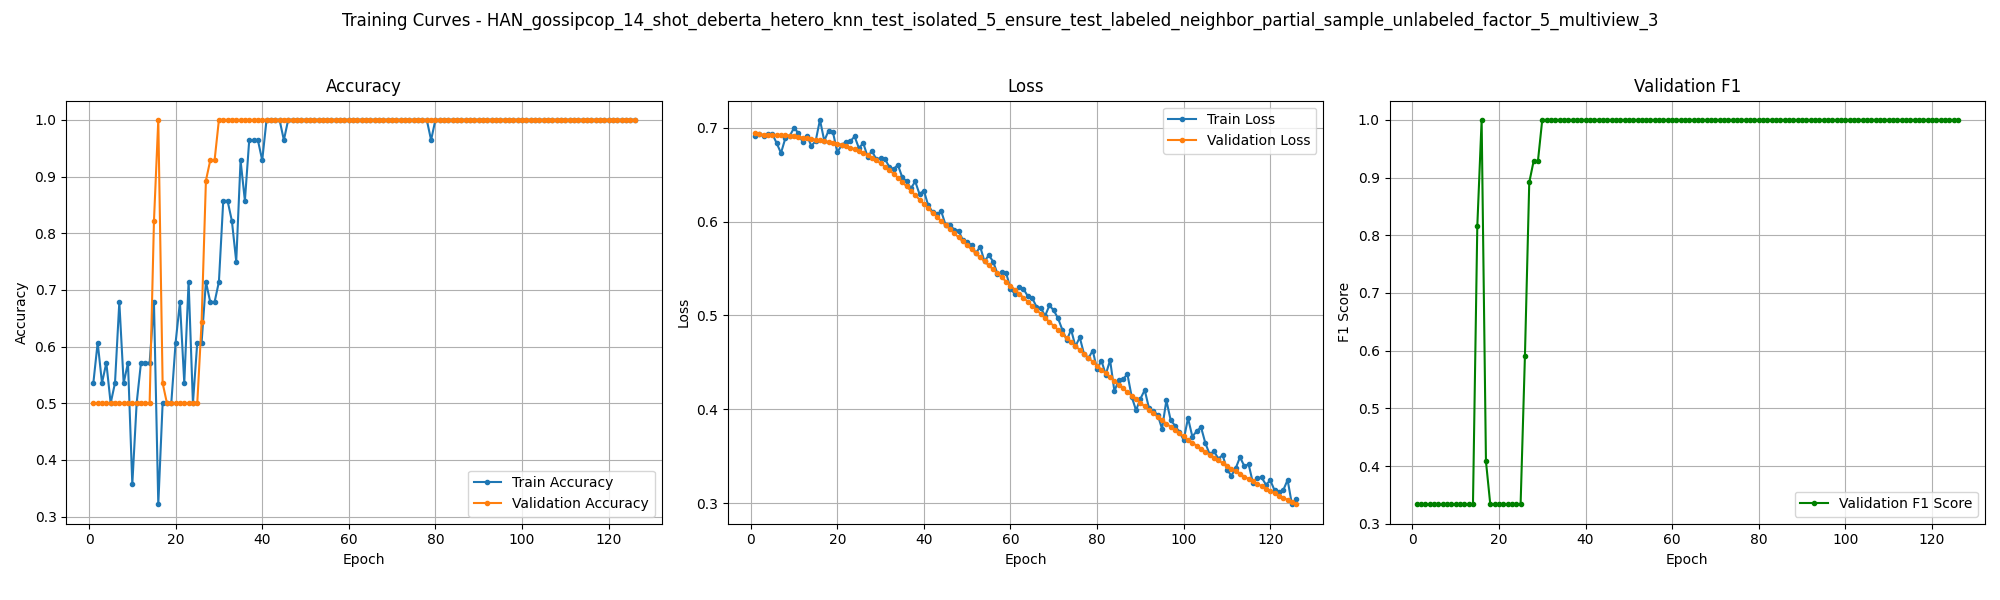 Training Curves - HAN_gossipcop_14_shot_deberta_hetero_knn_test_isolated_5_ensure_test_labeled_neighbor_partial_sample_unlabeled_factor_5_multiview_3
Accuracy
1.0
0.9
0.8
0.7
0.6
0.5
0.4
0.3
Accuracy
0 20 40 60 80 100 120
Epoch
Train Accuracy
Validation Accuracy
Loss
0.7
0.6
0.5
0.4
0.3
Loss
0 20 40 60 80 100 120
Epoch
Train Loss
Validation Loss
Validation F1
1.0
0.9
0.8
0.7
0.6
0.5
0.4
0.3
F1 Score
0 20 40 60 80 100 120
Epoch
Validation F1 Score